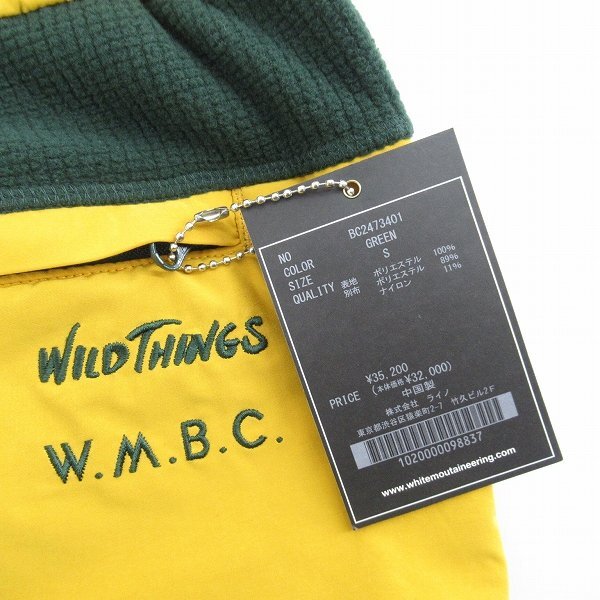 WILD THINGS
W.M.B.C.
NO BC2473401
COLOR GREEN
SIZE S
QUALITY 表地 ポリエステル 100%
別布 ポリエステル 89%
ナイロン 11%
PRICE ¥35,200
(本体価格 ¥32,000)
中国製
株式会社 ライノ
東京都渋谷区猿楽町2-7 竹久ビル2F
1020000098837
www.whitemoutaineering.com